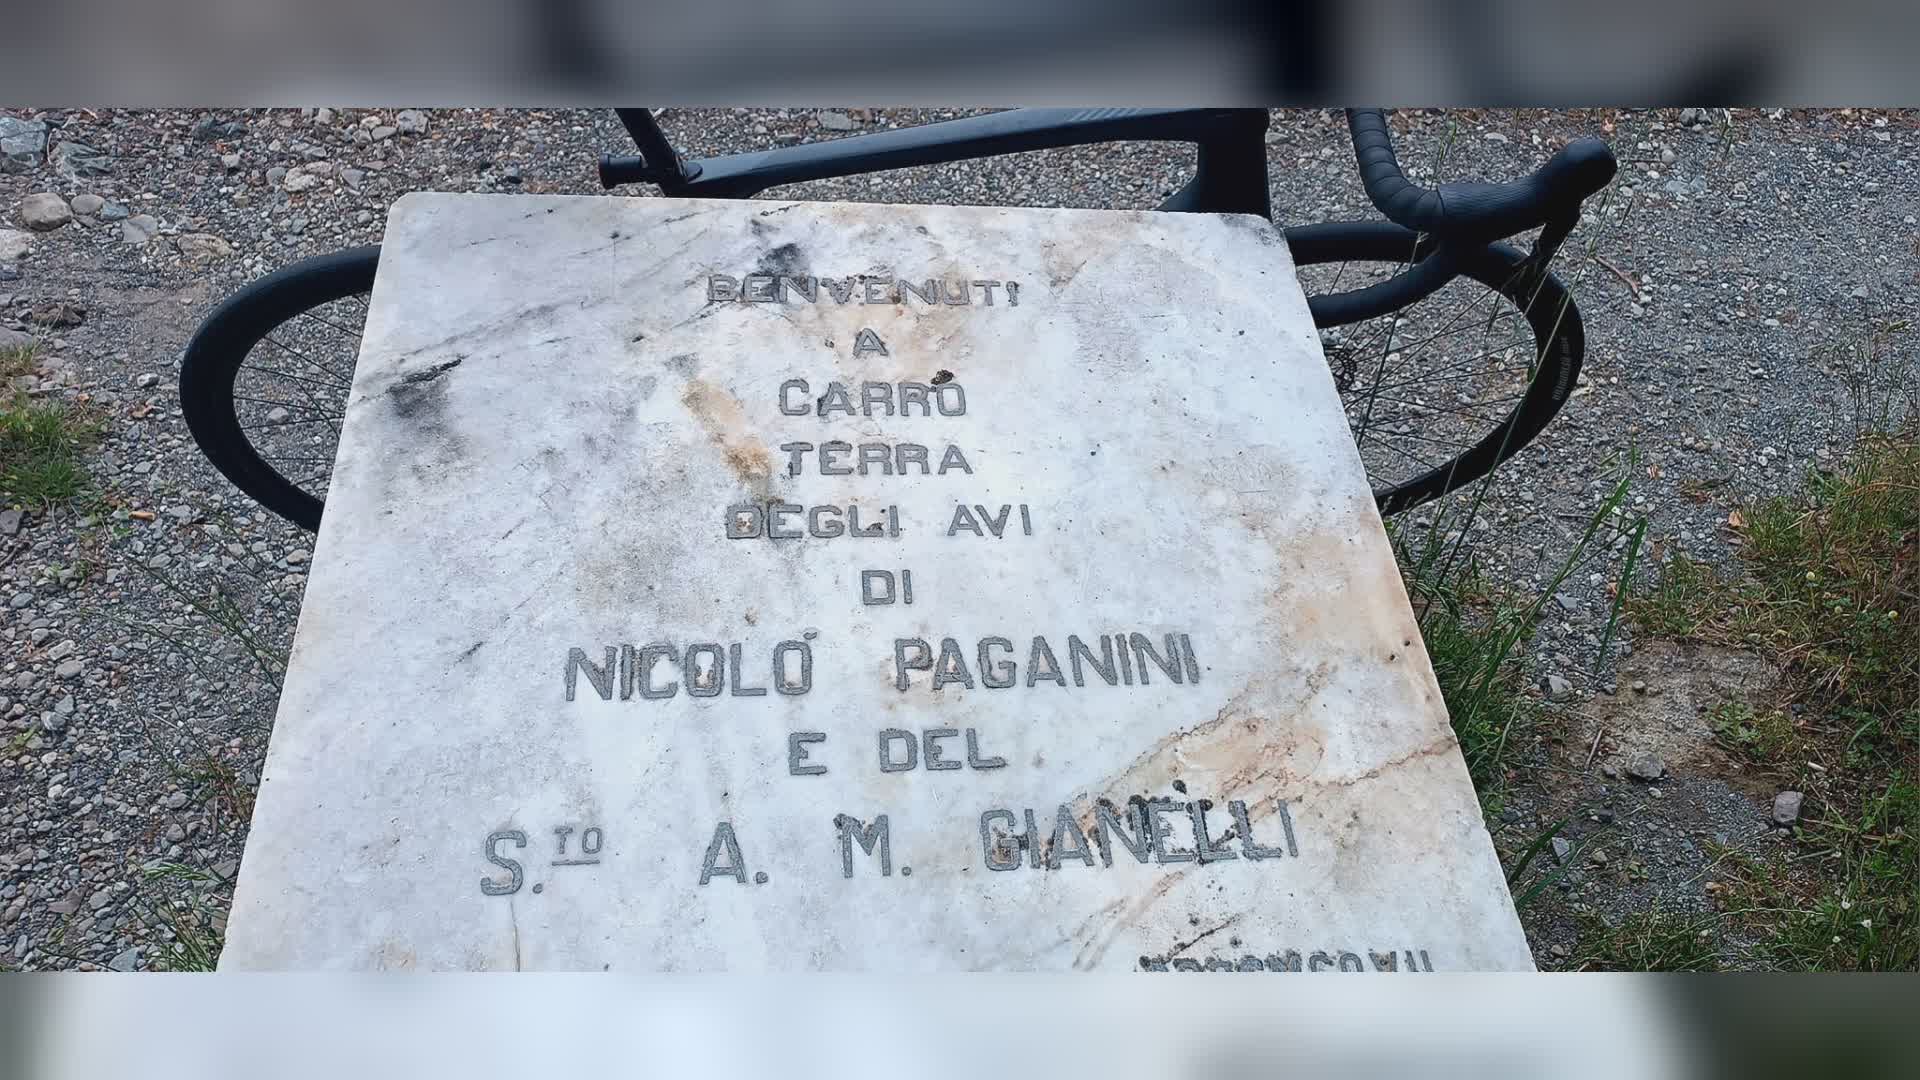 BENVENUTI
A
CARRO
TERRA
DEGLI AVI
DI
NICOLÒ PAGANINI
E DEL
S.TO A. M. GIANELLI